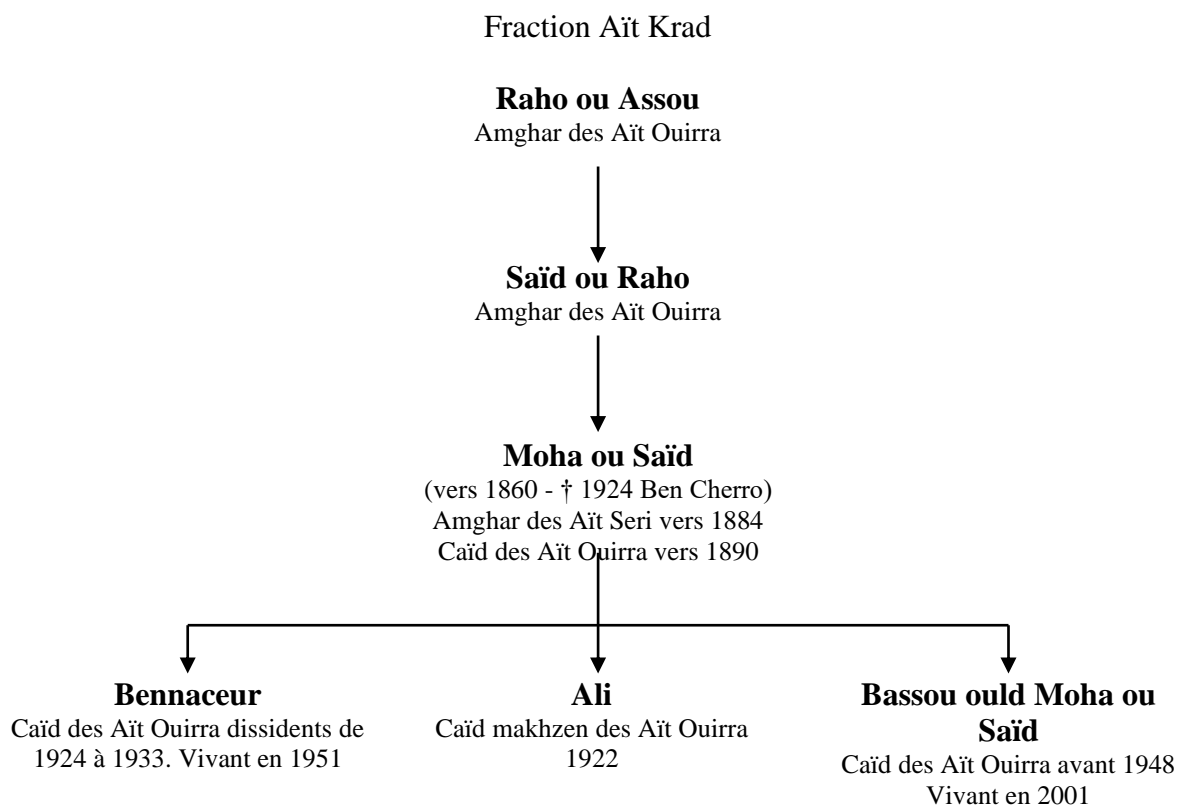 Fraction Aït Krad
Raho ou Assou
Amghar des Aït Ouirra
Saïd ou Raho
Amghar des Aït Ouirra
Moha ou Saïd
(vers 1860 - † 1924 Ben Cherro)
Amghar des Aït Seri vers 1884
Caïd des Aït Ouirra vers 1890
Bennaceur
Caïd des Aït Ouirra dissidents de
1924 à 1933. Vivant en 1951
Ali
Caïd makhzen des Aït Ouirra
1922
Bassou ould Moha ou
Saïd
Caïd des Aït Ouirra avant 1948
Vivant en 2001